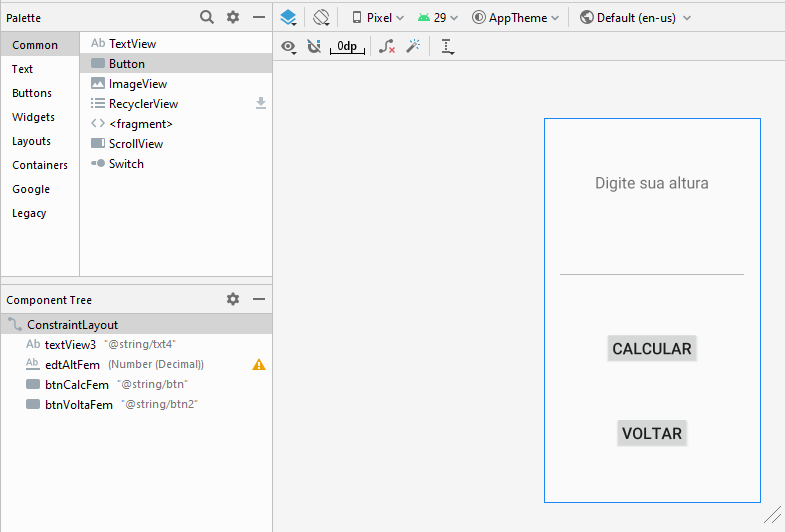 Palette
Pixel
29
AppTheme
Default (en-us)
Common
Text
Buttons
Widgets
Layouts
Containers
Google
Legacy
Ab TextView
Button
ImageView
RecyclerView
<> <fragment>
ScrollView
Switch
0dp
Component Tree
ConstraintLayout
Ab textView3 "@string/txt4"
Ab edtAltFem (Number (Decimal))
btnCalcFem "@string/btn"
btnVoltaFem "@string/btn2"
Digite sua altura
CALCULAR
VOLTAR